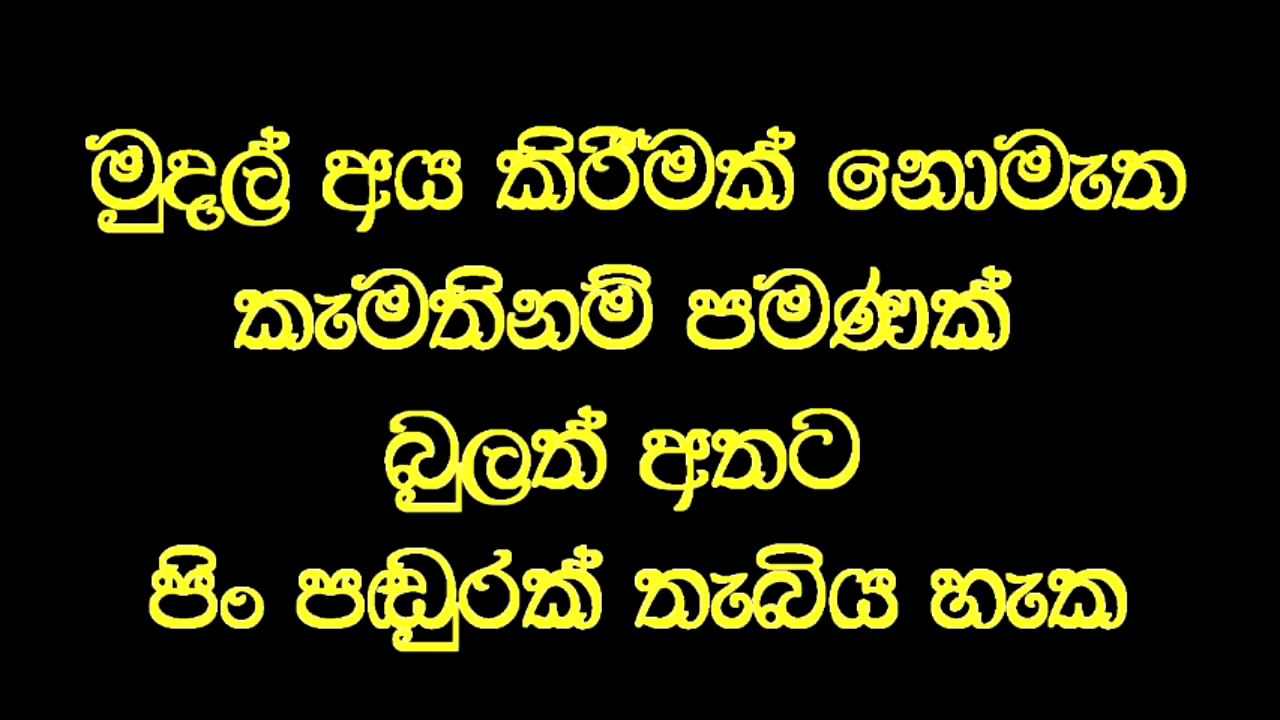 මුදල් අය කිරීමක් නොමැත
කැමතිනම් පමණක්
බුලත් අතට
පිං පඬුරක් තැබිය හැක